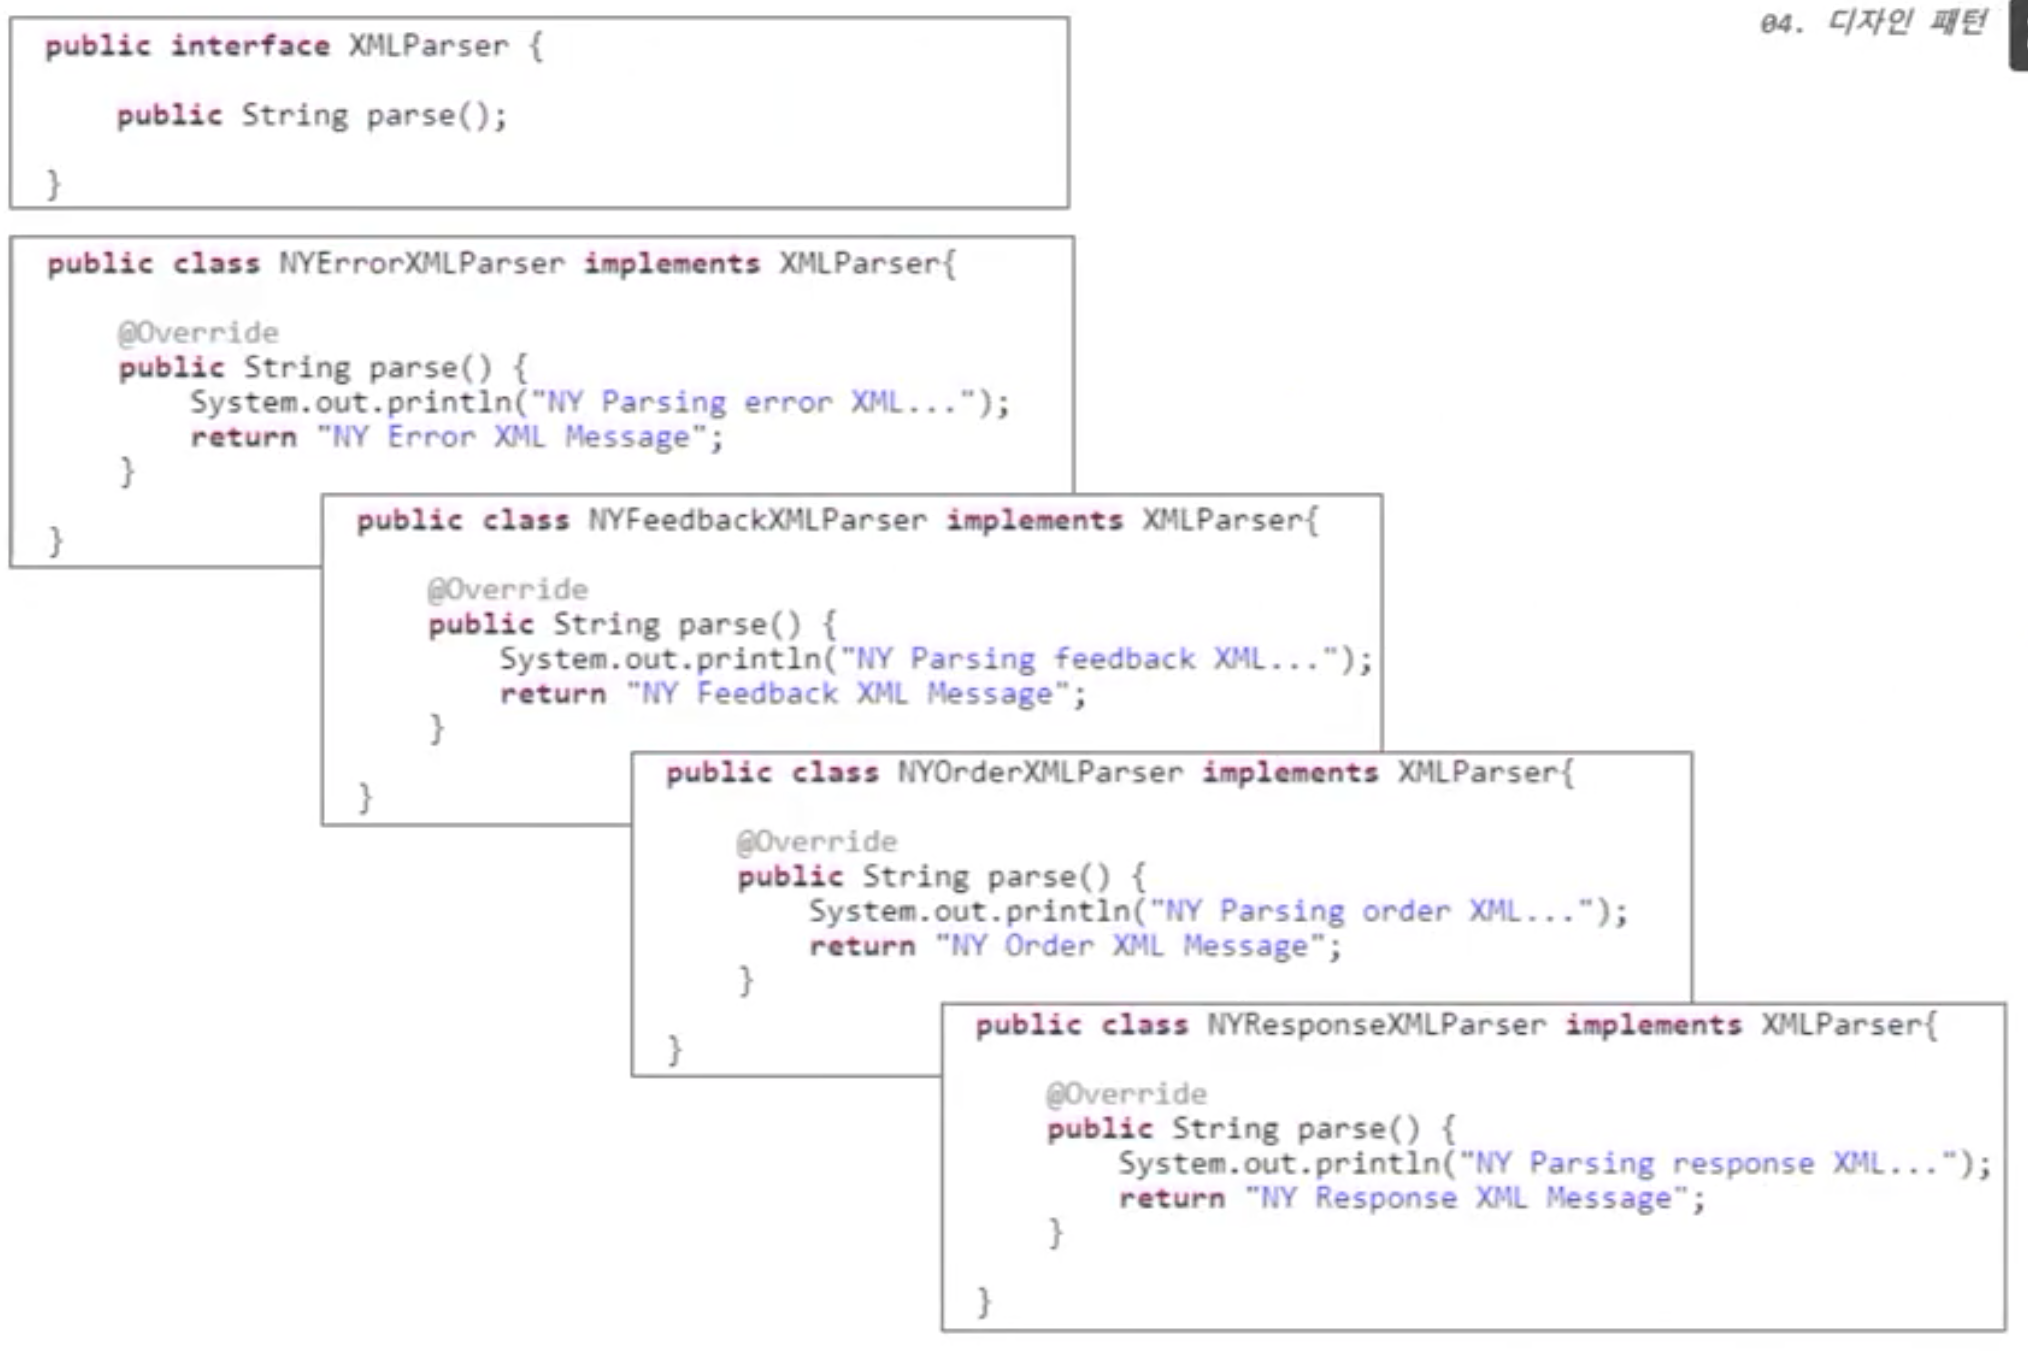 04. 디자인 패턴
public interface XMLParser {
public String parse();
}
public class NYErrorXMLParser implements XMLParser{
@Override
public String parse() {
System.out.println("NY Parsing error XML...");
return "NY Error XML Message";
}
}
public class NYFeedbackXMLParser implements XMLParser{
@Override
public String parse() {
System.out.println("NY Parsing feedback XML...");
return "NY Feedback XML Message";
}
}
public class NYOrderXMLParser implements XMLParser{
@Override
public String parse() {
System.out.println("NY Parsing order XML...");
return "NY Order XML Message";
}
}
public class NYResponseXMLParser implements XMLParser{
@Override
public String parse() {
System.out.println("NY Parsing response XML...");
return "NY Response XML Message";
}
}